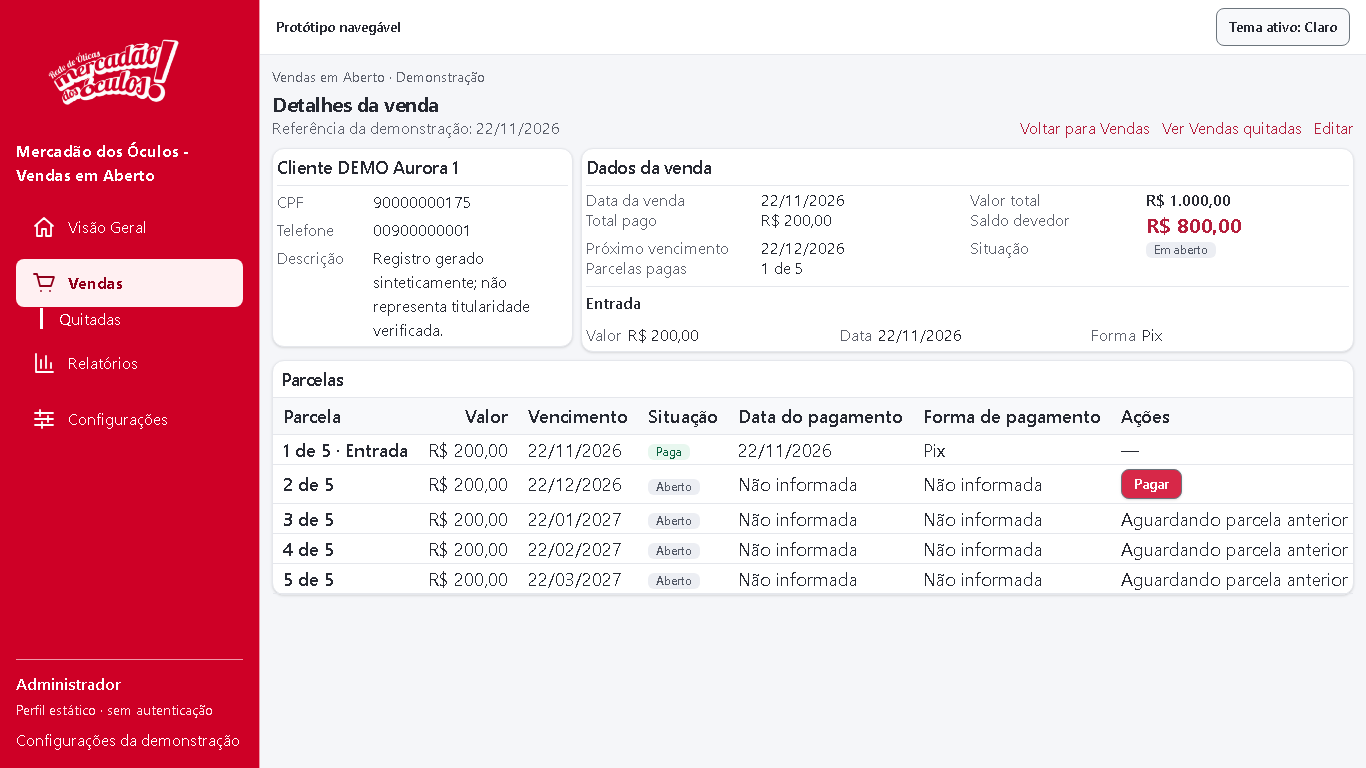 Rede de Óticas
mercadão
dos óculos!
Mercadão dos Óculos -
Vendas em Aberto
Visão Geral
Vendas
Quitadas
Relatórios
Configurações
Administrador
Perfil estático · sem autenticação
Configurações da demonstração
Protótipo navegável
Tema ativo: Claro
Vendas em Aberto · Demonstração
Detalhes da venda
Referência da demonstração: 22/11/2026
Voltar para Vendas Ver Vendas quitadas Editar
Cliente DEMO Aurora 1
CPF 90000000175
Telefone 00900000001
Descrição Registro gerado
sinteticamente; não
representa titularidade
verificada.
Dados da venda
Data da venda 22/11/2026 Valor total R$ 1.000,00
Total pago R$ 200,00 Saldo devedor R$ 800,00
Próximo vencimento 22/12/2026 Situação Em aberto
Parcelas pagas 1 de 5
Entrada
Valor R$ 200,00 Data 22/11/2026 Forma Pix
Parcelas
Parcela Valor Vencimento Situação Data do pagamento Forma de pagamento Ações
1 de 5 · Entrada R$ 200,00 22/11/2026 Paga 22/11/2026 Pix —
2 de 5 R$ 200,00 22/12/2026 Aberto Não informada Não informada Pagar
3 de 5 R$ 200,00 22/01/2027 Aberto Não informada Não informada Aguardando parcela anterior
4 de 5 R$ 200,00 22/02/2027 Aberto Não informada Não informada Aguardando parcela anterior
5 de 5 R$ 200,00 22/03/2027 Aberto Não informada Não informada Aguardando parcela anterior